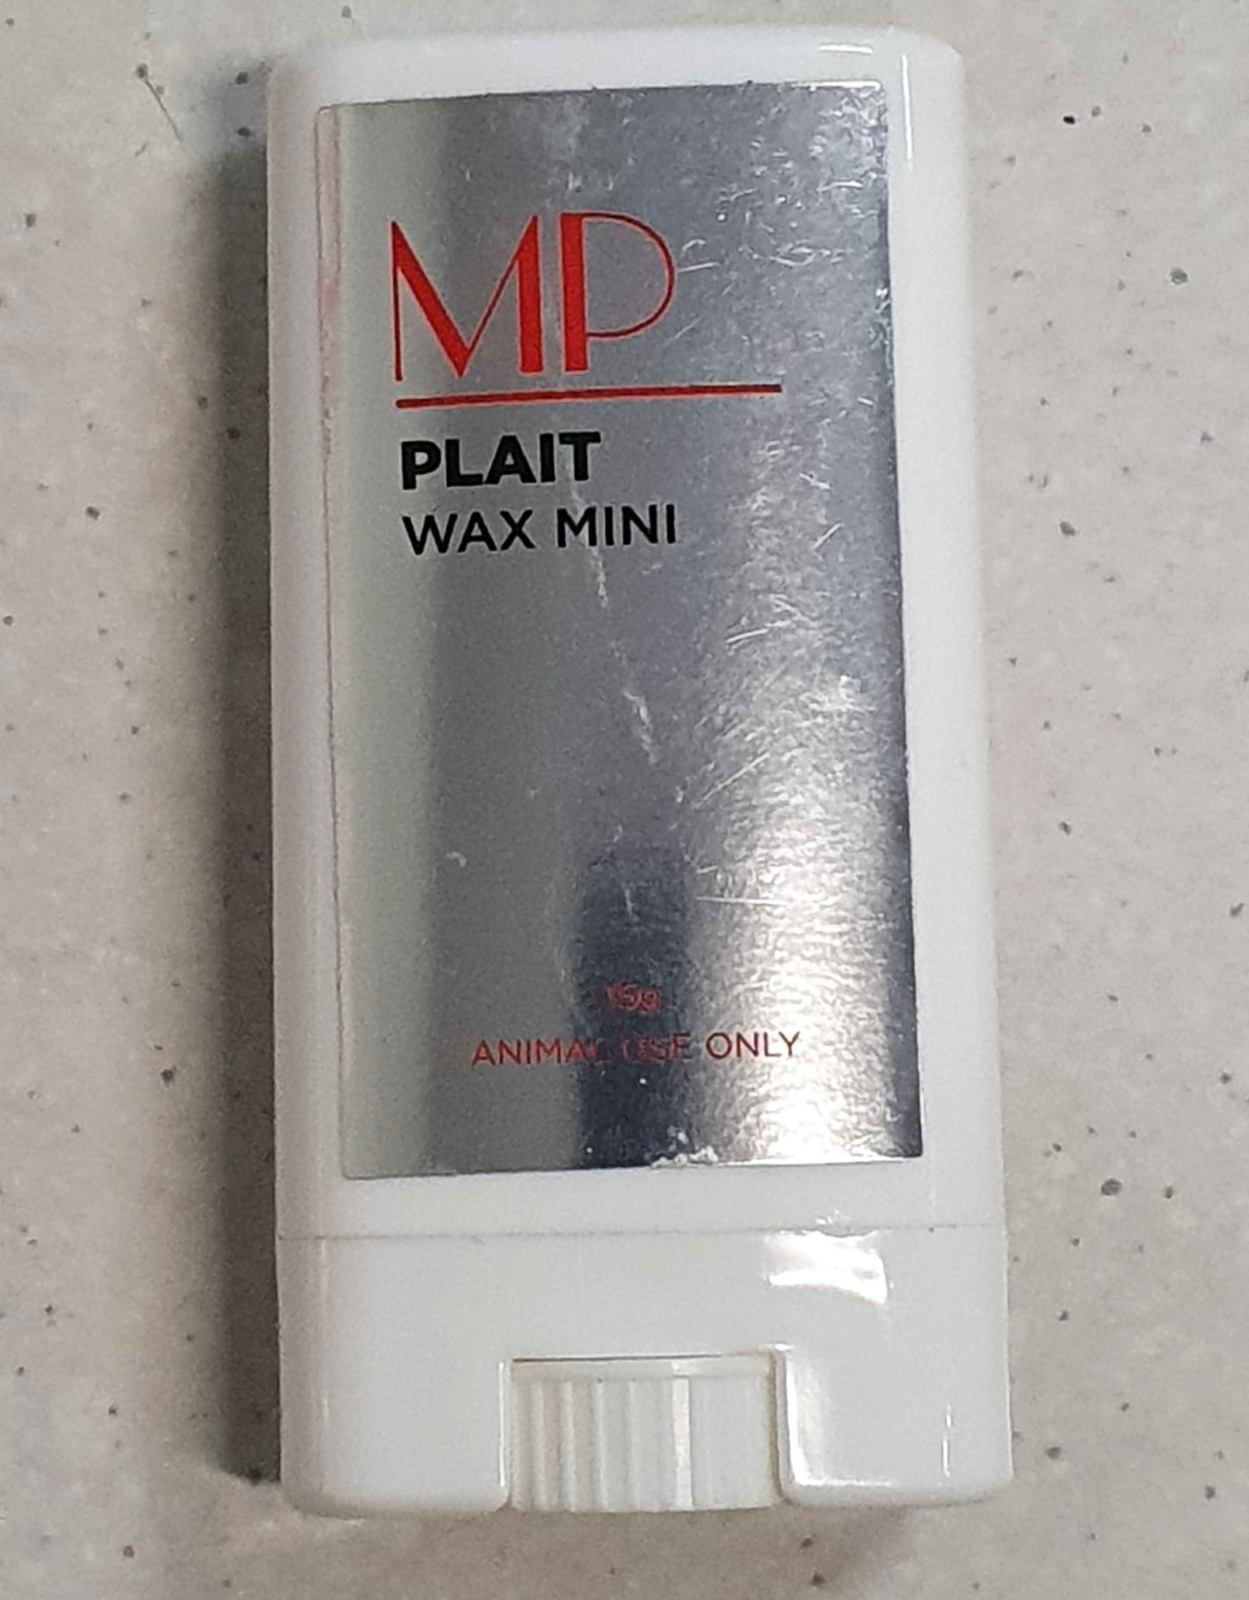 MP
PLAIT
WAX MINI
15g
ANIMAL USE ONLY